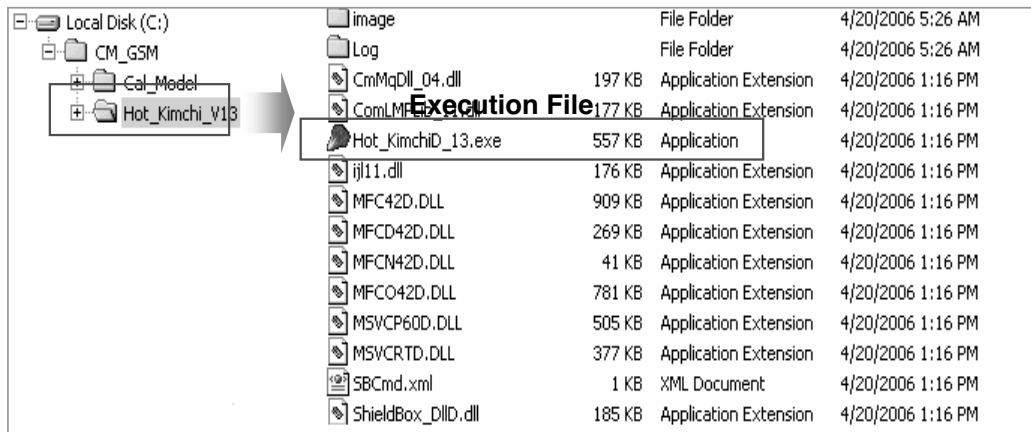 Local Disk (C:)
CM_GSM
Cal_Model
Hot_Kimchi_V13
image File Folder 4/20/2006 5:26 AM
Log File Folder 4/20/2006 5:26 AM
CmMqDll_04.dll 197 KB Application Extension 4/20/2006 1:16 PM
Execution File
177 KB Application Extension 4/20/2006 1:16 PM
Hot_KimchiD_13.exe 557 KB Application 4/20/2006 1:16 PM
ijl11.dll 176 KB Application Extension 4/20/2006 1:16 PM
MFC42D.DLL 909 KB Application Extension 4/20/2006 1:16 PM
MFCD42D.DLL 269 KB Application Extension 4/20/2006 1:16 PM
MFCN42D.DLL 41 KB Application Extension 4/20/2006 1:16 PM
MFCO42D.DLL 781 KB Application Extension 4/20/2006 1:16 PM
MSVCP60D.DLL 505 KB Application Extension 4/20/2006 1:16 PM
MSVCRTD.DLL 377 KB Application Extension 4/20/2006 1:16 PM
SBCmd.xml 1 KB XML Document 4/20/2006 1:16 PM
ShieldBox_DllD.dll 185 KB Application Extension 4/20/2006 1:16 PM